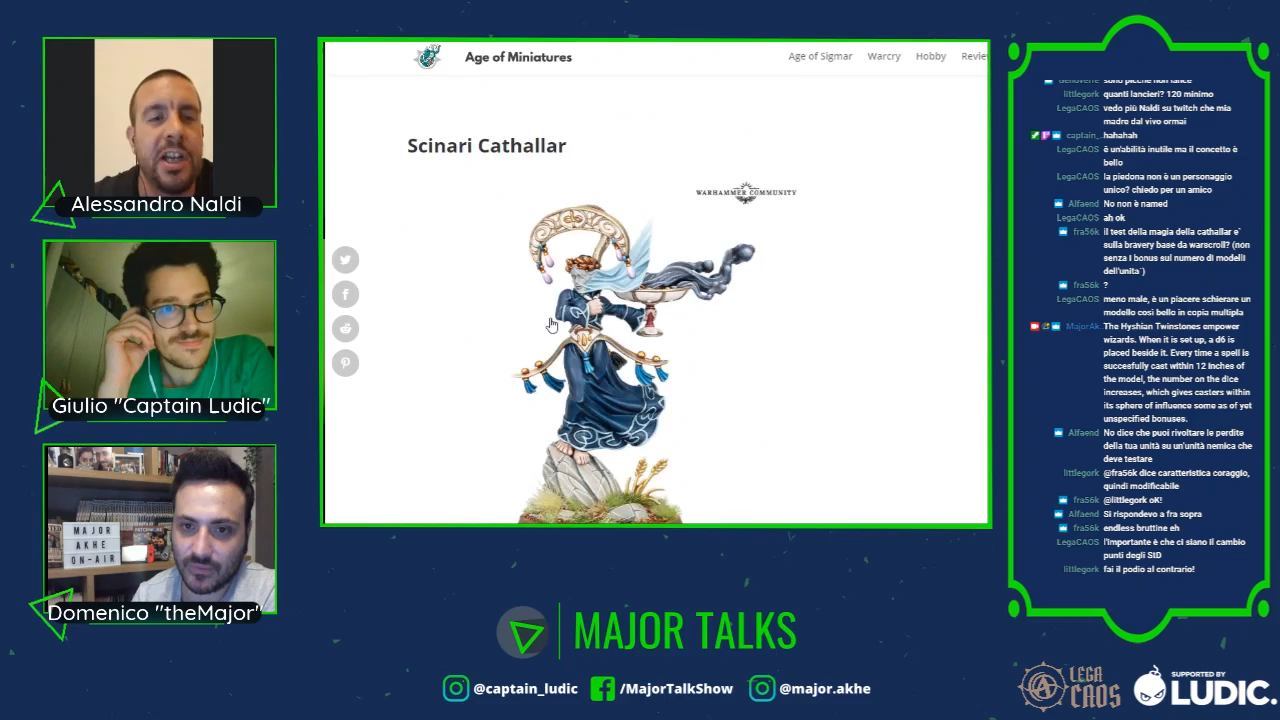 Alessandro Naldi
Giulio "Captain Ludic"
MAJOR
AKHE
ON-AIR
Domenico "theMajor"
Age of Miniatures
Age of Sigmar Warcry Hobby
Scinari Cathallar
WARHAMMER COMMUNITY
MAJOR TALKS
@captain_ludic /MajorTalkShow @major.akhe
sono picche non lance
littlegork quanti lancieri? 120 minimo
LegaCAOS vedo più Naldi su twitch che mia
madre dal vivo ormai
captain_.. hahahah
LegaCAOS è un'abilità inutile ma il concetto è
bello
LegaCAOS la piedona non è un personaggio
unico? chiedo per un amico
Alfaend No non è named
LegaCAOS ah ok
fra56k il test della magia della cathallar e`
sulla bravery base da warscroll? (non
senza I bonus sul numero di modelli
dell'unita`)
fra56k ?
LegaCAOS meno male, è un piacere schierare un
modello così bello in copia multipla
MajorAk.. The Hyshian Twinstones empower
wizards. When it is set up, a d6 is
placed beside it. Every time a spell is
succesfully cast within 12 inches of
the model, the number on the dice
increases, which gives casters within
its sphere of influence some as of yet
unspecified bonuses.
Alfaend No dice che puoi rivoltare le perdite
della tua unità su un'unità nemica che
deve testare
littlegork @fra56k dice caratteristica coraggio,
quindi modificabile
fra56k @littlegork oK!
Alfaend Si rispondevo a fra sopra
fra56k endless bruttine eh
LegaCAOS l'importante è che ci siano il cambio
punti degli StD
littlegork fai il podio al contrario!
LEGA
CAOS
SUPPORTED BY
LUDIC.